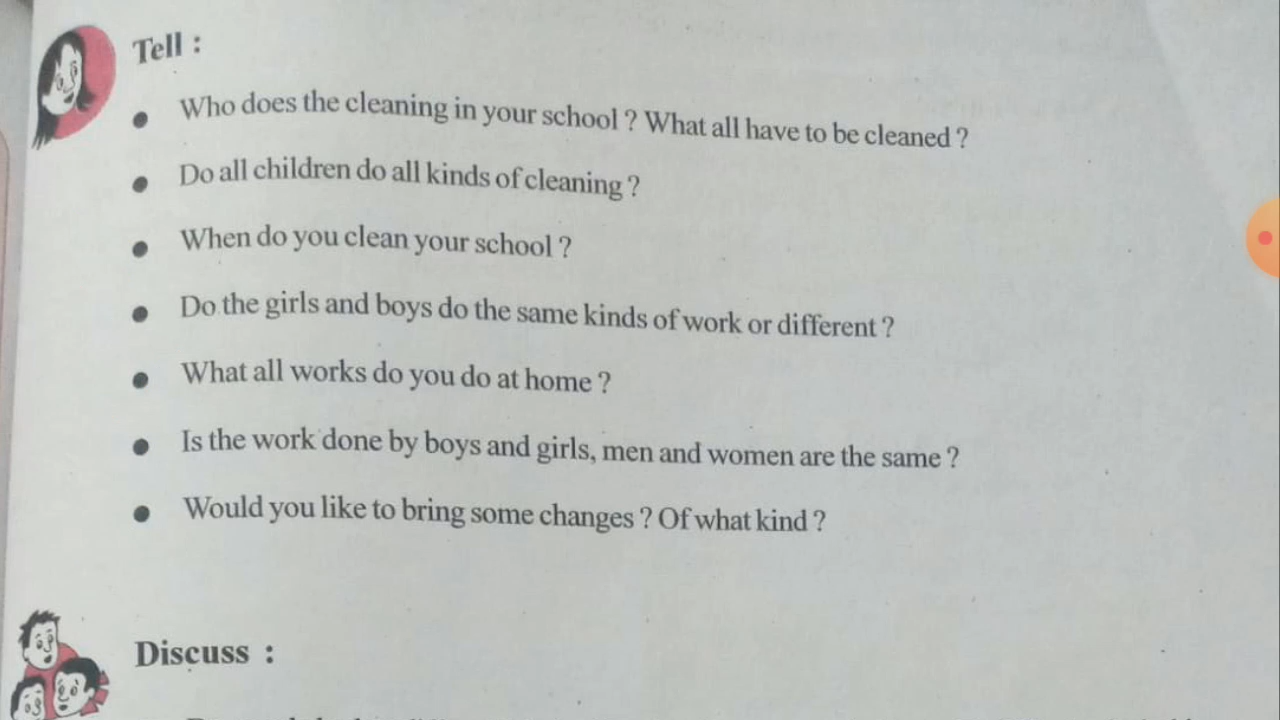 Tell :
• Who does the cleaning in your school ? What all have to be cleaned ?
• Do all children do all kinds of cleaning ?
• When do you clean your school ?
• Do the girls and boys do the same kinds of work or different ?
• What all works do you do at home ?
• Is the work done by boys and girls, men and women are the same ?
• Would you like to bring some changes ? Of what kind ?
Discuss :